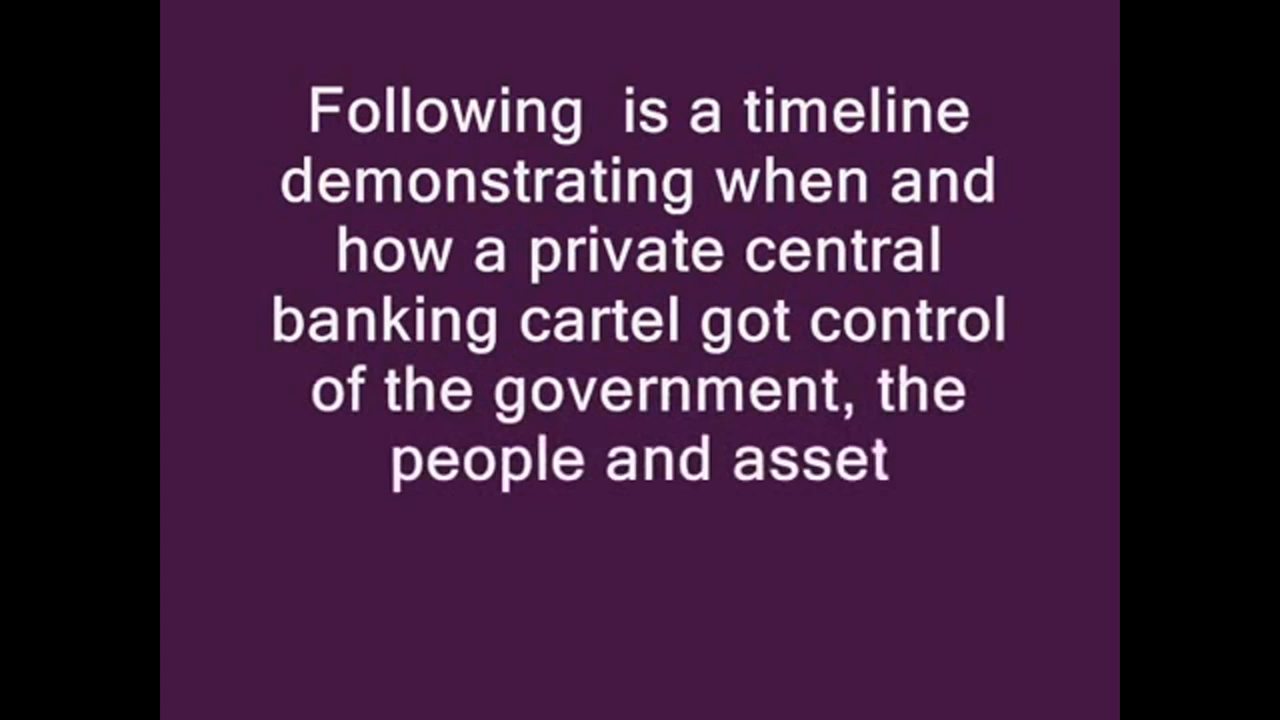 Following  is a timeline
demonstrating when and
how a private central
banking cartel got control
of the government, the
people and asset